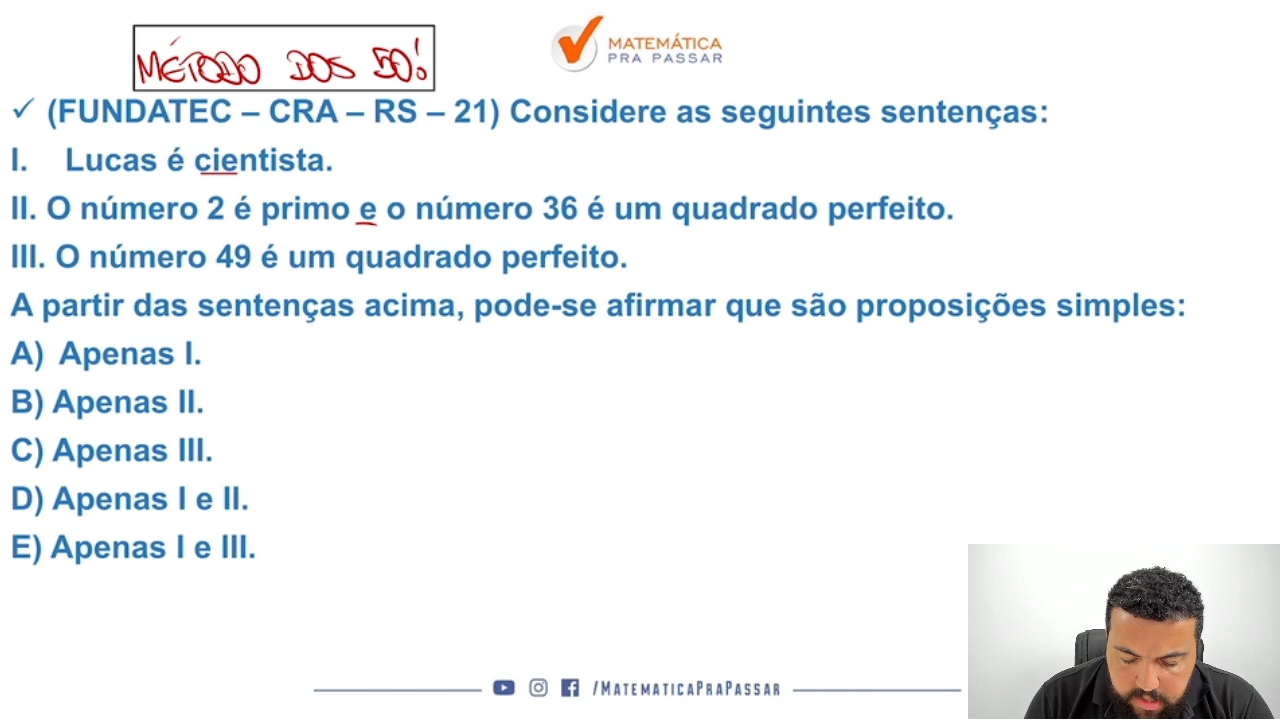 MÉTODO DOS 50!
MATEMÁTICA
PRA PASSAR
✓ (FUNDATEC – CRA – RS – 21) Considere as seguintes sentenças:
I. Lucas é cientista.
II. O número 2 é primo e o número 36 é um quadrado perfeito.
III. O número 49 é um quadrado perfeito.
A partir das sentenças acima, pode-se afirmar que são proposições simples:
A) Apenas I.
B) Apenas II.
C) Apenas III.
D) Apenas I e II.
E) Apenas I e III.
/MATEMATICAPRAPASSAR